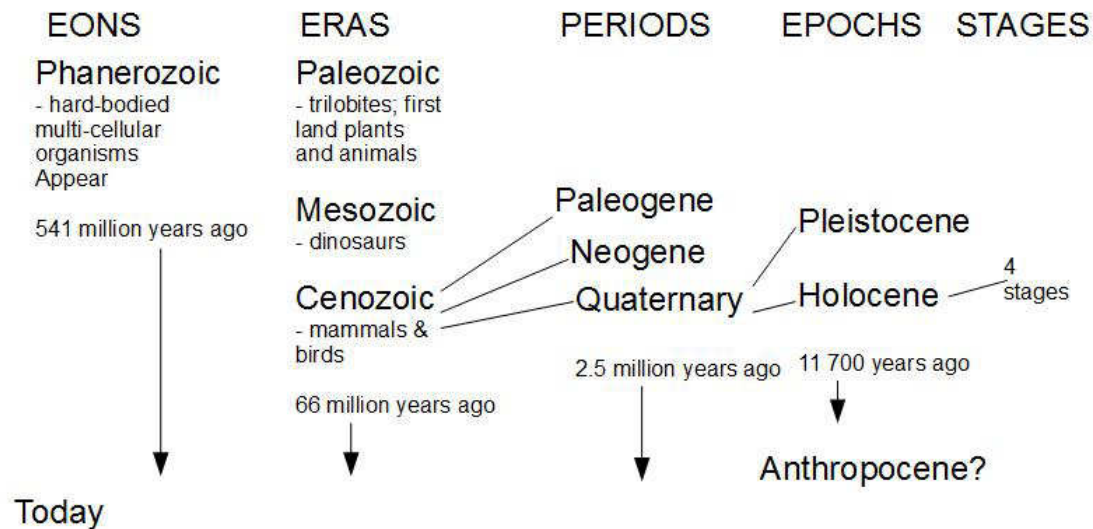 EONS
ERAS
PERIODS
EPOCHS
STAGES
Phanerozoic
- hard-bodied
multi-cellular
organisms
Appear
541 million years ago
Today
Paleozoic
- trilobites; first
land plants
and animals
Mesozoic
- dinosaurs
Cenozoic
- mammals &
birds
66 million years ago
Paleogene
Neogene
Quaternary
2.5 million years ago
Pleistocene
Holocene
11 700 years ago
Anthropocene?
4
stages